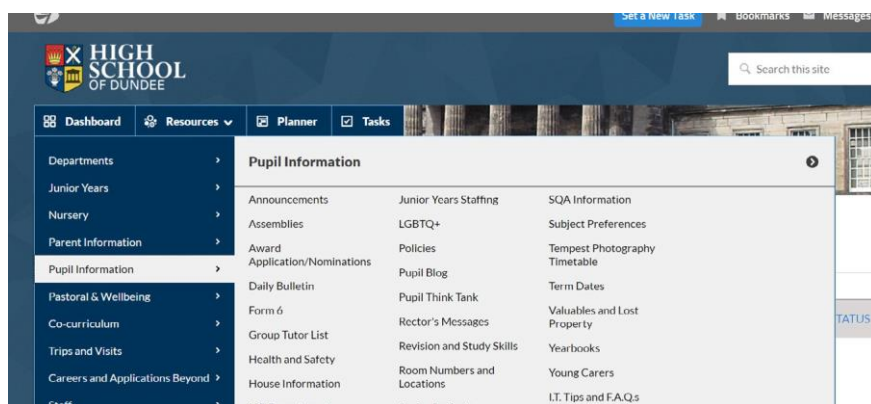 Set a New Task Bookmarks Messages
HIGH
SCHOOL
OF DUNDEE
Search this site
Dashboard Resources Planner Tasks
Departments
Junior Years
Nursery
Parent Information
Pupil Information
Pastoral & Wellbeing
Co-curriculum
Trips and Visits
Careers and Applications Beyond
Staff
Pupil Information
Announcements
Assemblies
Award
Application/Nominations
Daily Bulletin
Form 6
Group Tutor List
Health and Safety
House Information
Junior Years Staffing
LGBTQ+
Policies
Pupil Blog
Pupil Think Tank
Rector's Messages
Revision and Study Skills
Room Numbers and
Locations
SQA Information
Subject Preferences
Tempest Photography
Timetable
Term Dates
Valuables and Lost
Property
Yearbooks
Young Carers
I.T. Tips and F.A.Q.s
TATUS